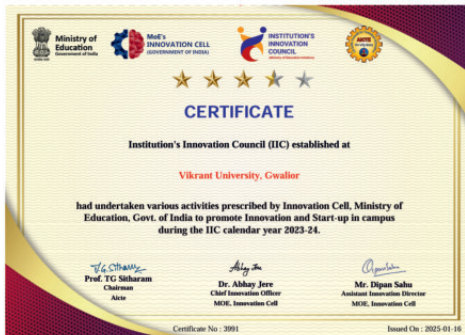 Ministry of
Education
Government of India
MoE's
INNOVATION CELL
(GOVERNMENT OF INDIA)
INSTITUTION'S
INNOVATION
COUNCIL
CERTIFICATE
Institution's Innovation Council (IIC) established at
Vikrant University, Gwalior
had undertaken various activities prescribed by Innovation Cell, Ministry of
Education, Govt. of India to promote Innovation and Start-up in campus
during the IIC calendar year 2023-24.
Prof. TG Sitharam
Chairman
Aicte
Dr. Abhay Jere
Chief Innovation Officer
MOE, Innovation Cell
Mr. Dipan Sahu
Assistant Innovation Director
MOE, Innovation Cell
Certificate No : 3991
Issued On : 2025-01-16